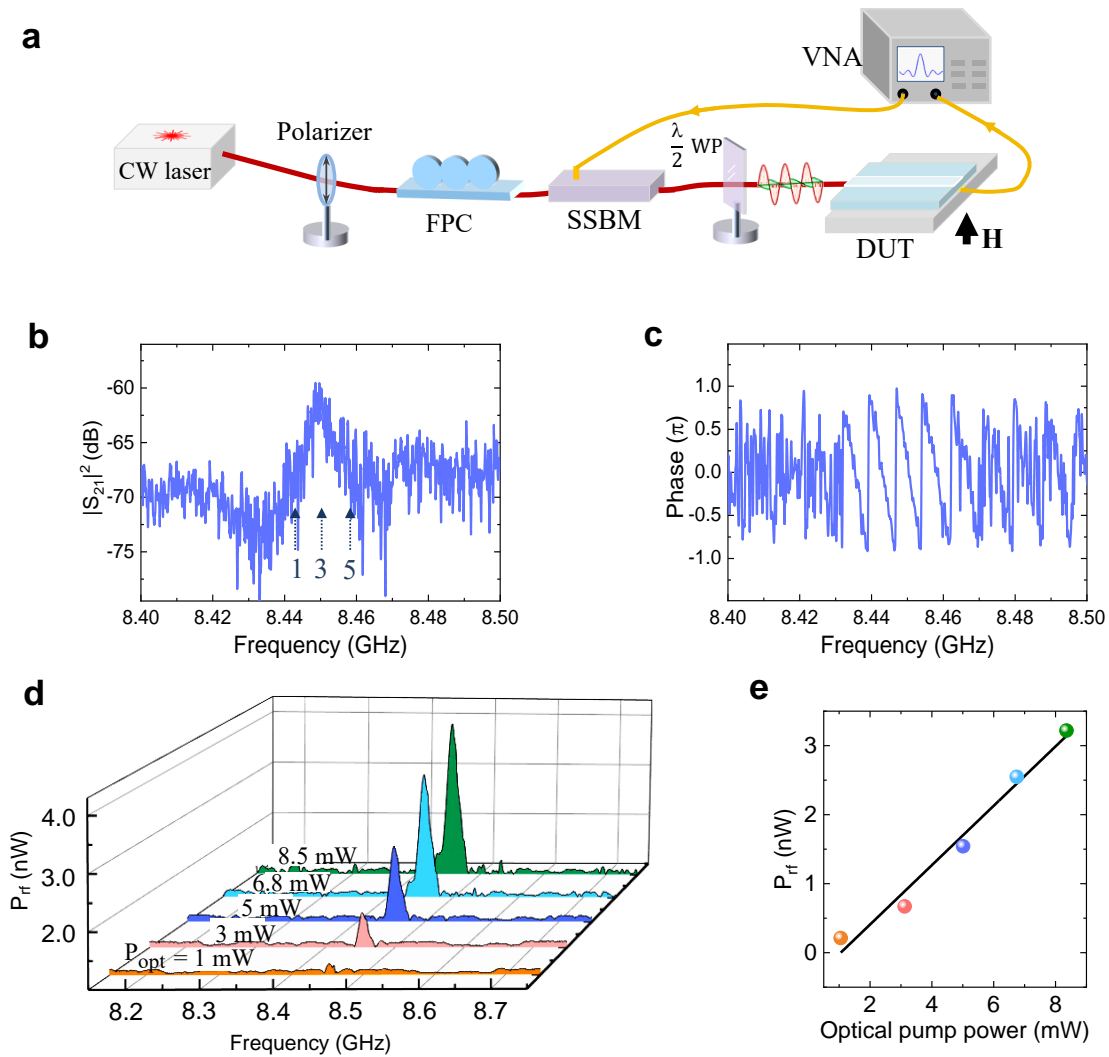 a
VNA
Polarizer
λ/2 WP
CW laser
FPC
SSBM
DUT
H
b
c
-60
-65
-70
-75
|S21|² (dB)
1 3 5
8.40 8.42 8.44 8.46 8.48 8.50
Frequency (GHz)
1.0
0.5
0.0
-0.5
-1.0
Phase (π)
8.40 8.42 8.44 8.46 8.48 8.50
Frequency (GHz)
d
e
4.0
3.0
2.0
Prf (nW)
8.5 mW
6.8 mW
5 mW
3 mW
Popt = 1 mW
8.2 8.3 8.4 8.5 8.6 8.7
Frequency (GHz)
3
2
1
0
Prf (nW)
2 4 6 8
Optical pump power (mW)